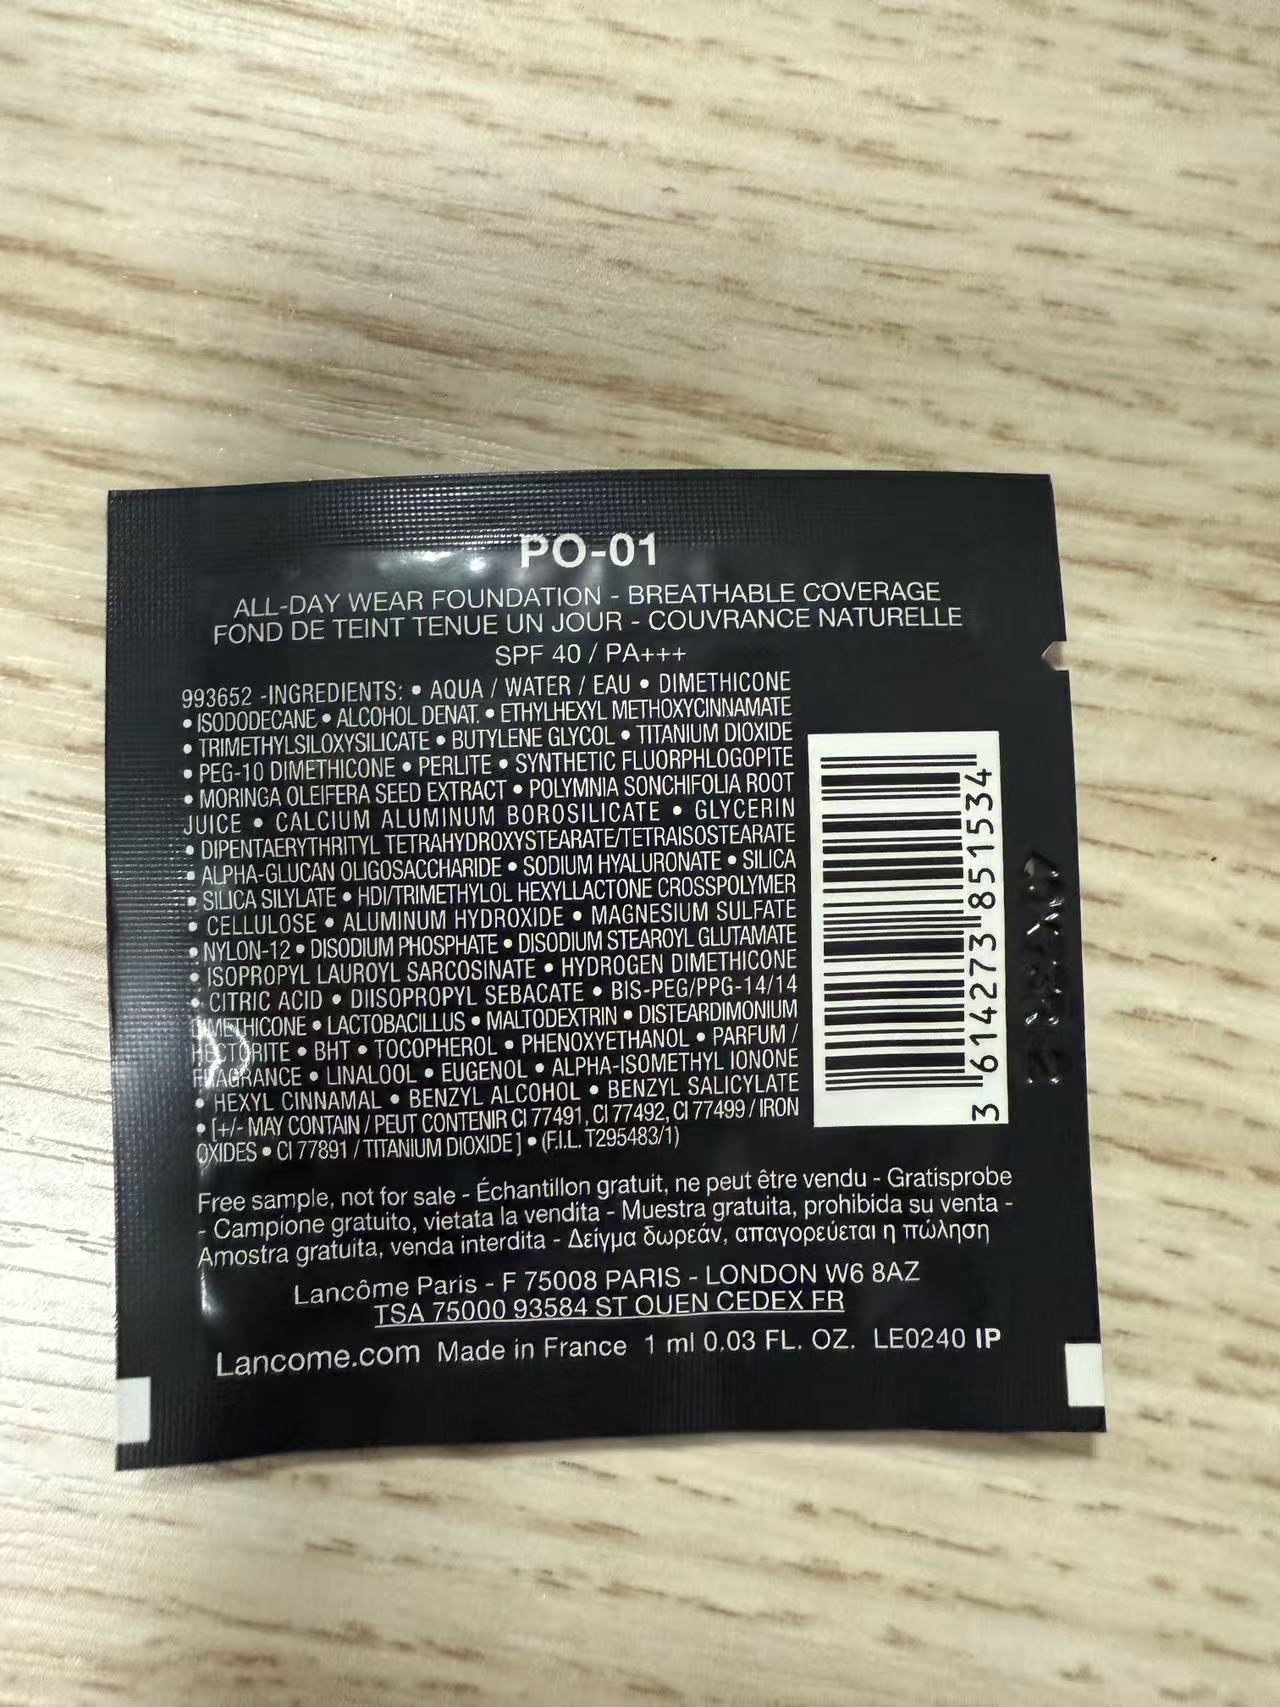 PO-01
ALL-DAY WEAR FOUNDATION - BREATHABLE COVERAGE
FOND DE TEINT TENUE UN JOUR - COUVRANCE NATURELLE
SPF 40 / PA+++
993652 -INGREDIENTS: • AQUA / WATER / EAU • DIMETHICONE
• ISODODECANE • ALCOHOL DENAT. • ETHYLHEXYL METHOXYCINNAMATE
• TRIMETHYLSILOXYSILICATE • BUTYLENE GLYCOL • TITANIUM DIOXIDE
• PEG-10 DIMETHICONE • PERLITE • SYNTHETIC FLUORPHLOGOPITE
• MORINGA OLEIFERA SEED EXTRACT • POLYMNIA SONCHIFOLIA ROOT
JUICE • CALCIUM ALUMINUM BOROSILICATE • GLYCERIN
• DIPENTAERYTHRITYL TETRAHYDROXYSTEARATE/TETRAISOSTEARATE
• ALPHA-GLUCAN OLIGOSACCHARIDE • SODIUM HYALURONATE • SILICA
• SILICA SILYLATE • HDI/TRIMETHYLOL HEXYLLACTONE CROSSPOLYMER
• CELLULOSE • ALUMINUM HYDROXIDE • MAGNESIUM SULFATE
• NYLON-12 • DISODIUM PHOSPHATE • DISODIUM STEAROYL GLUTAMATE
• ISOPROPYL LAUROYL SARCOSINATE • HYDROGEN DIMETHICONE
• CITRIC ACID • DIISOPROPYL SEBACATE • BIS-PEG/PPG-14/14
DIMETHICONE • LACTOBACILLUS • MALTODEXTRIN • DISTEARDIMONIUM
HECTORITE • BHT • TOCOPHEROL • PHENOXYETHANOL • PARFUM /
FRAGRANCE • LINALOOL • EUGENOL • ALPHA-ISOMETHYL IONONE
• HEXYL CINNAMAL • BENZYL ALCOHOL • BENZYL SALICYLATE
• [+/- MAY CONTAIN / PEUT CONTENIR CI 77491, CI 77492, CI 77499 / IRON
OXIDES • CI 77891 / TITANIUM DIOXIDE ] • (F.I.L. T295483/1)
3 614273 851534
Free sample, not for sale - Échantillon gratuit, ne peut être vendu - Gratisprobe
- Campione gratuito, vietata la vendita - Muestra gratuita, prohibida su venta -
Amostra gratuita, venda interdita - Δείγμα δωρεάν, απαγορεύεται η πώληση
Lancôme Paris - F 75008 PARIS - LONDON W6 8AZ
TSA 75000 93584 ST OUEN CEDEX FR
Lancome.com Made in France 1 ml 0.03 FL. OZ. LE0240 IP